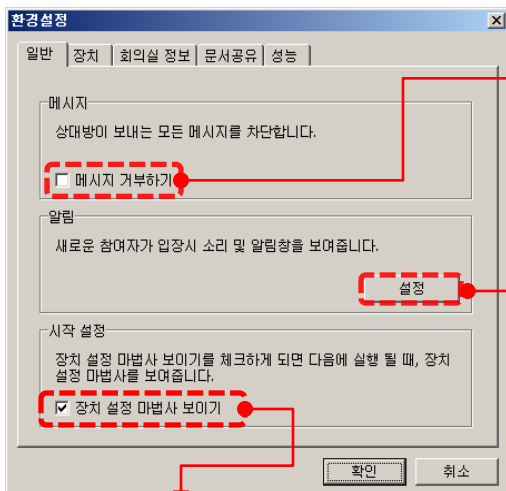 환경설정
일반 장치 회의실 정보 문서공유 성능
메시지
상대방이 보내는 모든 메시지를 차단합니다.
메시지 거부하기
알림
새로운 참여자가 입장시 소리 및 알림창을 보여줍니다.
설정
시작 설정
장치 설정 마법사 보이기를 체크하게 되면 다음에 실행 될 때, 장치
설정 마법사를 보여줍니다.
장치 설정 마법사 보이기
확인 취소